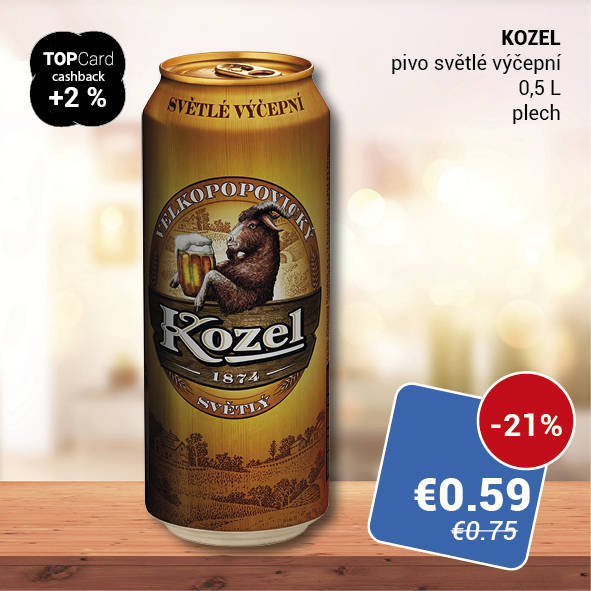 TOPCard
cashback
+2 %
KOZEL
pivo světlé výčepní
0,5 L
plech
SVĚTLÉ VÝČEPNÍ
VELKOPOPOVICKÝ
Kozel
1874
SVĚTLÝ
-21%
€0.59
€0.75